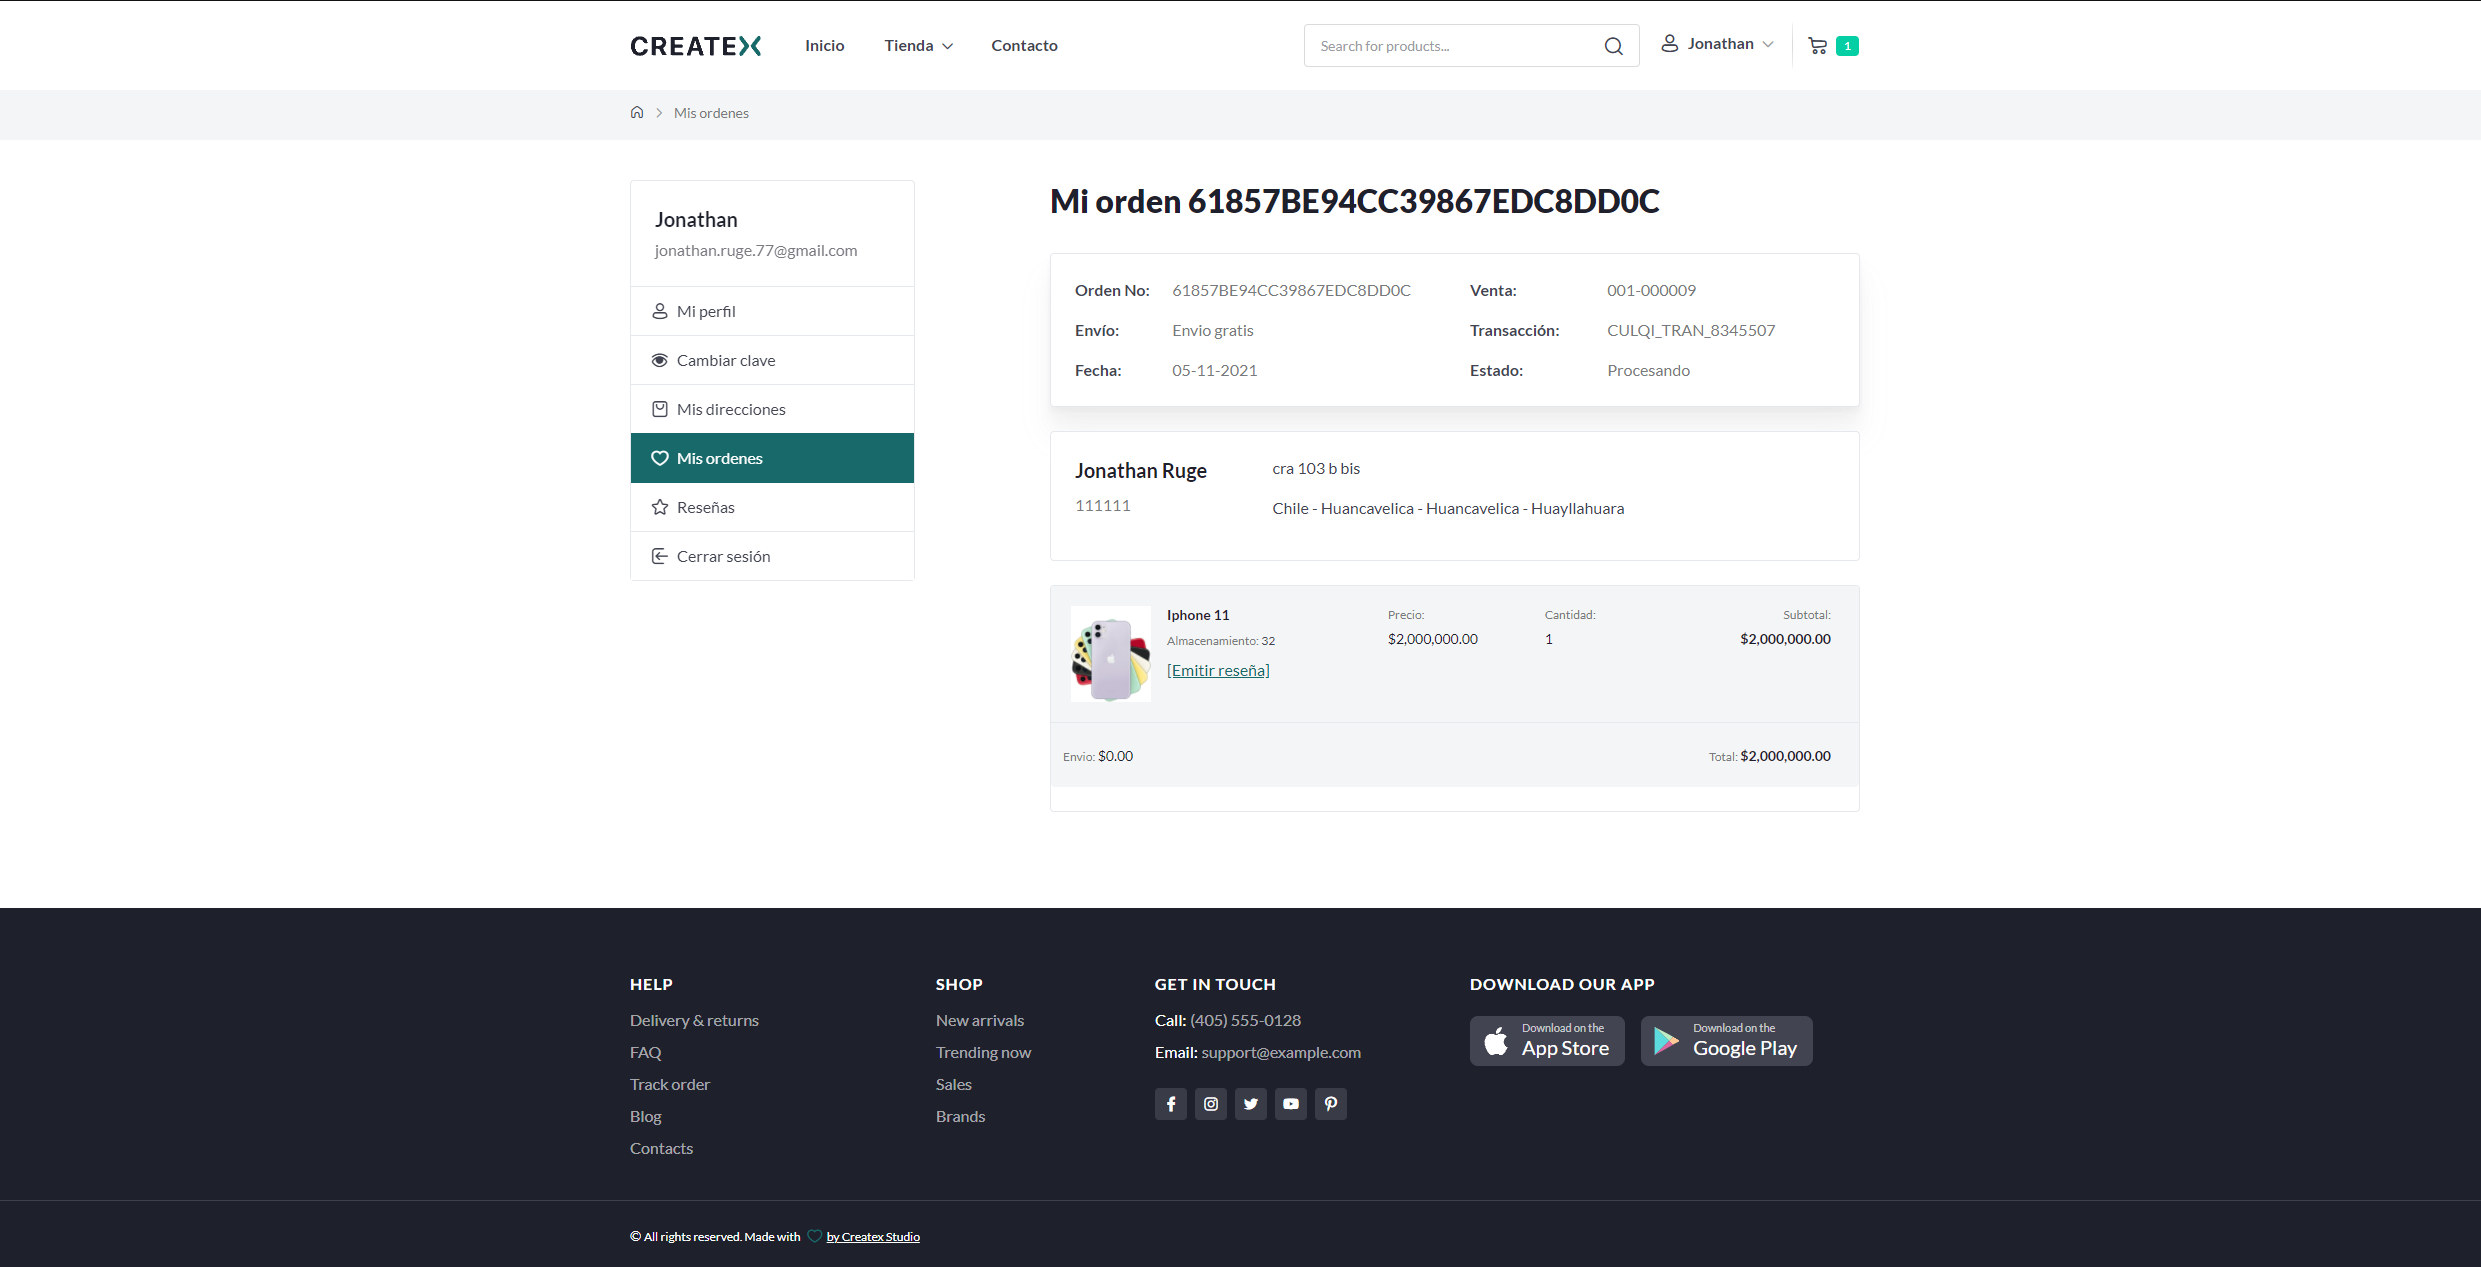 CREATEX
Inicio
Tienda
Contacto
Search for products...
Jonathan
1
Mis ordenes
Jonathan
jonathan.ruge.77@gmail.com
Mi perfil
Cambiar clave
Mis direcciones
Mis ordenes
Reseñas
Cerrar sesión
Mi orden 61857BE94CC39867EDC8DD0C
Orden No: 61857BE94CC39867EDC8DD0C
Venta: 001-000009
Envío: Envio gratis
Transacción: CULQI_TRAN_8345507
Fecha: 05-11-2021
Estado: Procesando
Jonathan Ruge
111111
cra 103 b bis
Chile - Huancavelica - Huancavelica - Huayllahuara
Iphone 11
Almacenamiento: 32
[Emitir reseña]
Precio:
$2,000,000.00
Cantidad:
1
Subtotal:
$2,000,000.00
Envio: $0.00
Total: $2,000,000.00
HELP
Delivery & returns
FAQ
Track order
Blog
Contacts
SHOP
New arrivals
Trending now
Sales
Brands
GET IN TOUCH
Call: (405) 555-0128
Email: support@example.com
DOWNLOAD OUR APP
Download on the
App Store
Download on the
Google Play
© All rights reserved. Made with by Createx Studio